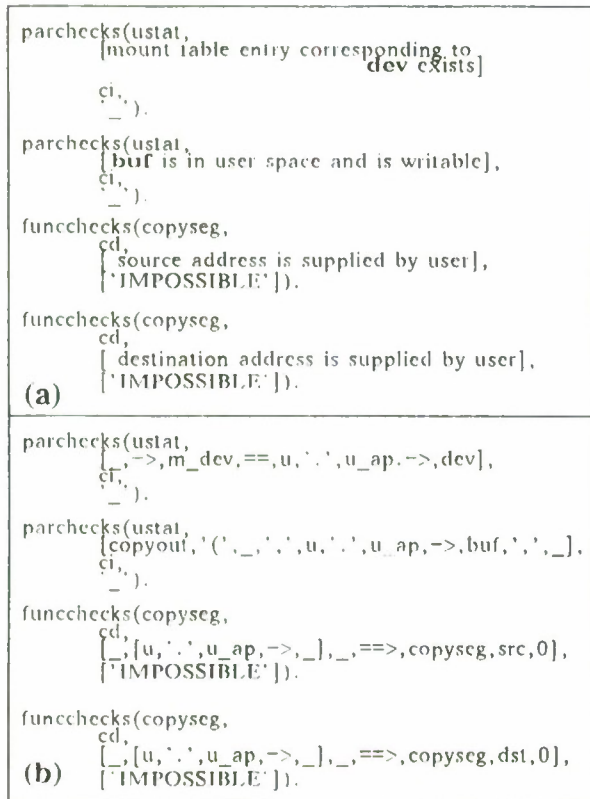 parchecks(ustat,
[mount table entry corresponding to
dev exists]
ci,
'_').
parchecks(ustat,
[ buf is in user space and is writable],
ci,
'_').
funcchecks(copyseg,
cd,
[ source address is supplied by user],
['IMPOSSIBLE']).
funcchecks(copyseg,
cd,
[ destination address is supplied by user],
['IMPOSSIBLE']).
(a)
parchecks(ustat,
[_,->,m_dev,==,u,'.',u_ap,->,dev],
ci,
'_').
parchecks(ustat,
[copyout,'(',_,',',u,'.',u_ap,->,buf,',',_],
ci,
'_').
funcchecks(copyseg,
cd,
[_,[u,'.',u_ap,->,_],_,==>,copyseg,src,0],
['IMPOSSIBLE']).
funcchecks(copyseg,
cd,
[_,[u,'.',u_ap,->,_],_,==>,copyseg,dst,0],
(b) ['IMPOSSIBLE']).